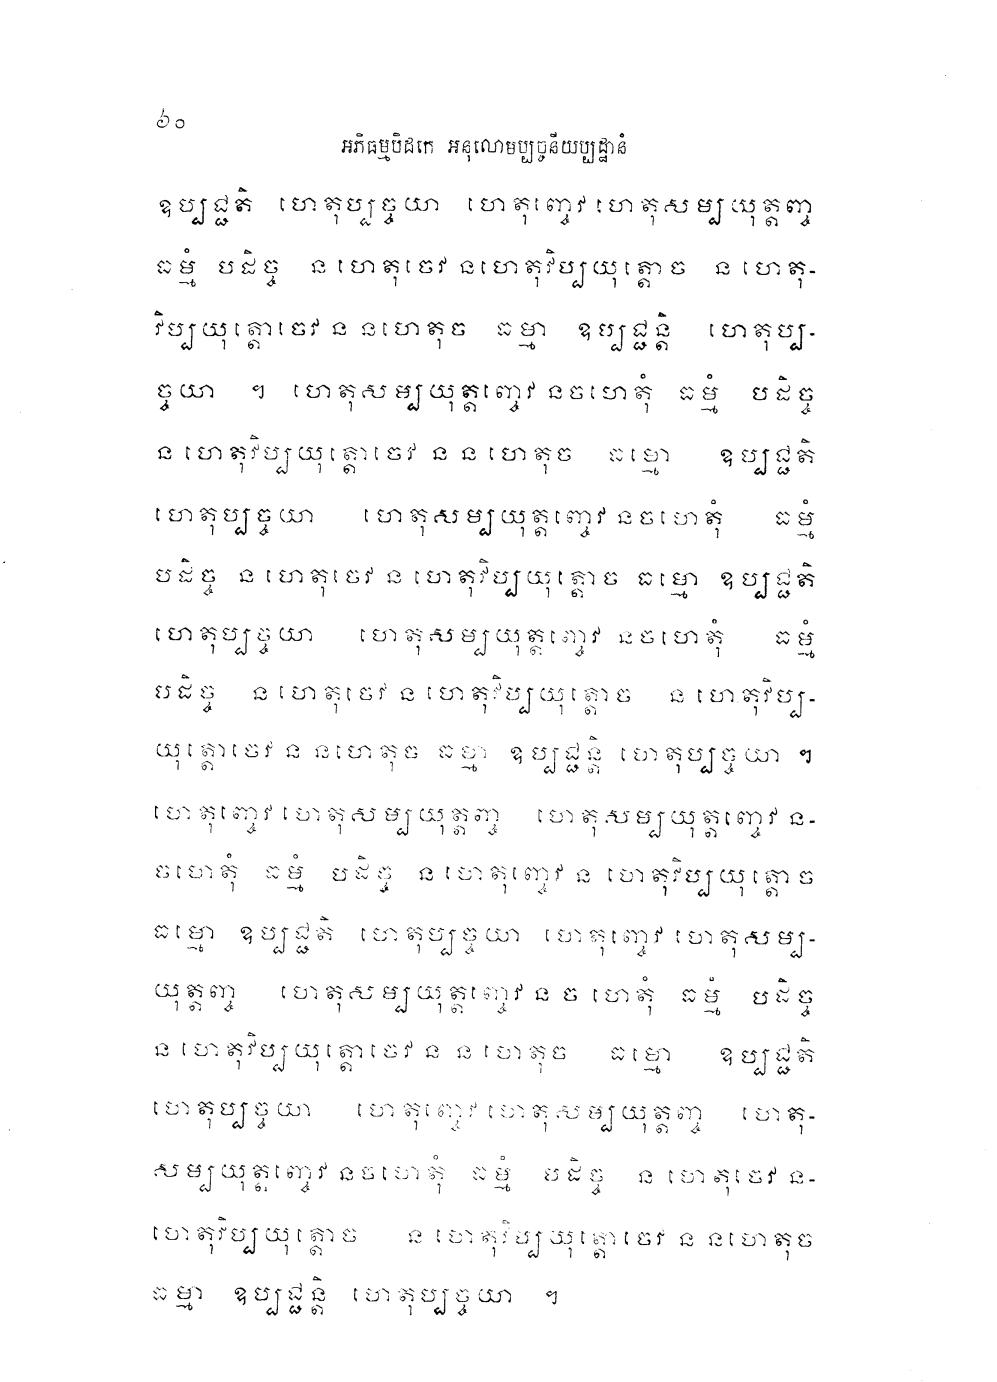 ៦០
អភិធម្មបិដកេ អនុលោមប្បច្ចនីយប្បដ្ឋានំ
ឧប្បជ្ជតិ ហេតុប្បច្ចយា ហេតុញ្ចេវ ហេតុសម្បយុត្តញ្ច
ធម្មំ បដិច្ច ន ហេតុចេវ នហេតុវិប្បយុត្តោច ន ហេតុ-
វិប្បយុត្តោចេវ ន នហេតុច ធម្មា ឧប្បជ្ជន្តិ ហេតុប្ប-
ច្ចយា ។ ហេតុសម្បយុត្តញ្ចេវ នចហេតុំ ធម្មំ បដិច្ច
ន ហេតុវិប្បយុត្តោចេវ ន ន ហេតុច ធម្មោ ឧប្បជ្ជតិ
ហេតុប្បច្ចយា ហេតុសម្បយុត្តញ្ចេវ នចហេតុំ ធម្មំ
បដិច្ច ន ហេតុចេវ ន ហេតុវិប្បយុត្តោច ធម្មោ ឧប្បជ្ជតិ
ហេតុប្បច្ចយា ហេតុសម្បយុត្តញ្ចេវ នចហេតុំ ធម្មំ
បដិច្ច ន ហេតុចេវ ន ហេតុវិប្បយុត្តោច ន ហេតុវិប្ប-
យុត្តោចេវ ន នហេតុច ធម្មា ឧប្បជ្ជន្តិ ហេតុប្បច្ចយា ។
ហេតុញ្ចេវ ហេតុសម្បយុត្តញ្ច ហេតុសម្បយុត្តញ្ចេវ ន-
ចហេតុំ ធម្មំ បដិច្ច ន ហេតុញ្ចេវ ន ហេតុវិប្បយុត្តោច
ធម្មោ ឧប្បជ្ជតិ ហេតុប្បច្ចយា ហេតុញ្ចេវ ហេតុសម្ប-
យុត្តញ្ច ហេតុសម្បយុត្តញ្ចេវ ន ច ហេតុំ ធម្មំ បដិច្ច
ន ហេតុវិប្បយុត្តោចេវ ន ន ហេតុច ធម្មោ ឧប្បជ្ជតិ
ហេតុប្បច្ចយា ហេតុញ្ចេវ ហេតុសម្បយុត្តញ្ច ហេតុ-
សម្បយុត្តញ្ចេវ នចហេតុំ ធម្មំ បដិច្ច ន ហេតុចេវ ន-
ហេតុវិប្បយុត្តោច ន ហេតុវិប្បយុត្តោចេវ ន នហេតុច
ធម្មា ឧប្បជ្ជន្តិ ហេតុប្បច្ចយា ។